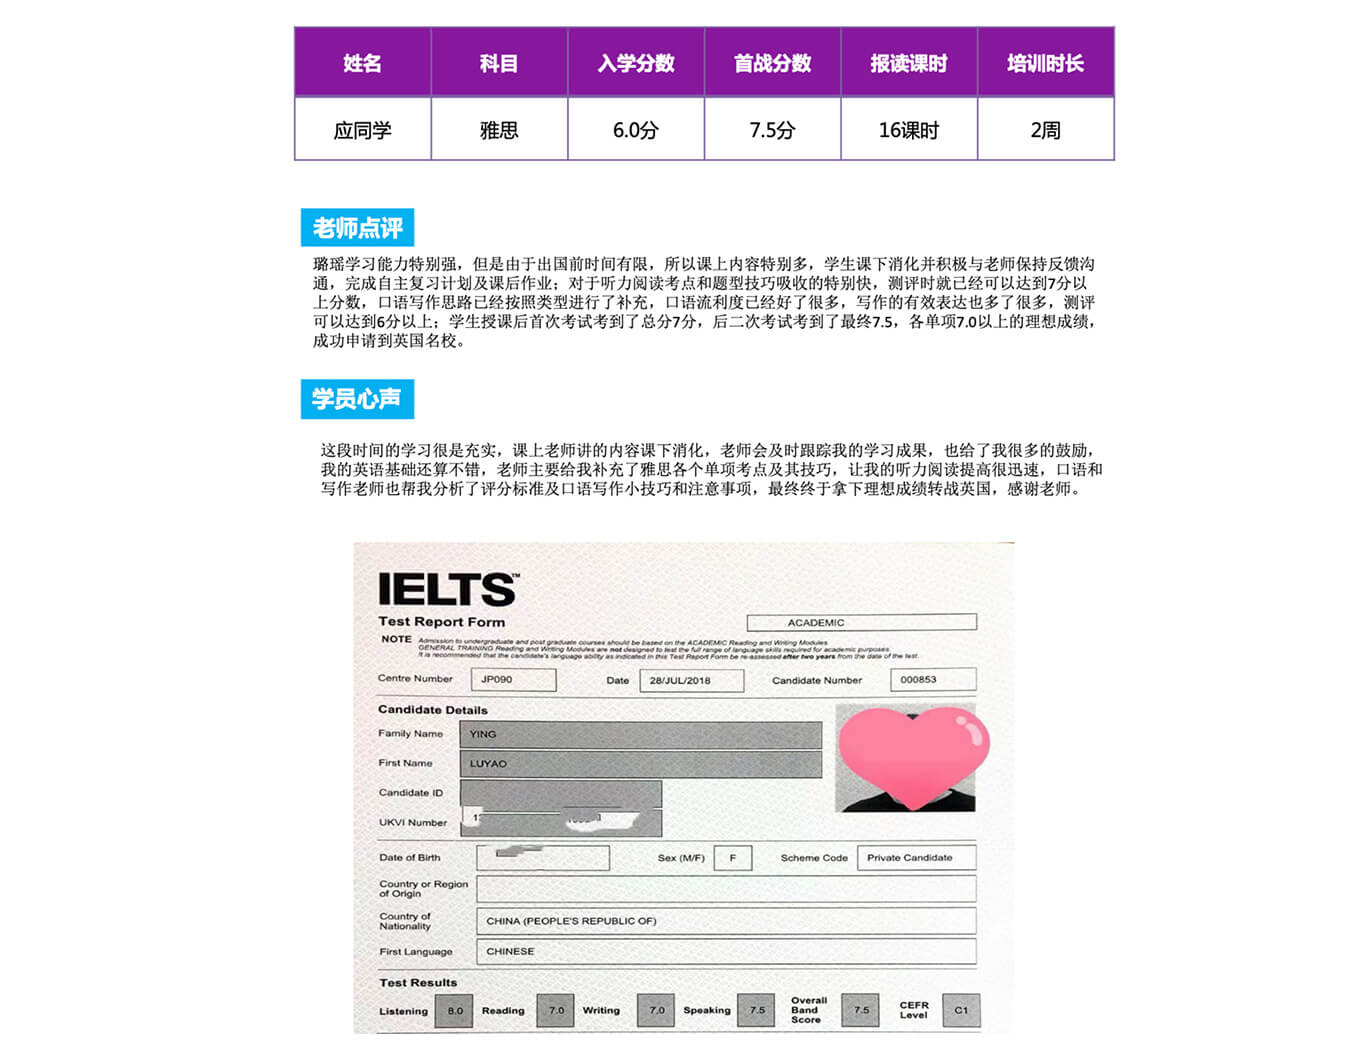 姓名 科目 入学分数 首战分数 报读课时 培训时长
应同学 雅思 6.0分 7.5分 16课时 2周
老师点评
璐瑶学习能力特别强，但是由于出国前时间有限，所以课上内容特别多，学生课下消化并积极与老师保持反馈沟
通，完成自主复习计划及课后作业；对于听力阅读考点和题型技巧吸收的特别快，测评时就已经可以达到7分以
上分数，口语写作思路已经按照类型进行了补充，口语流利度已经好了很多，写作的有效表达也多了很多，测评
可以达到6分以上；学生授课后首次考试考到了总分7分，后二次考试考到了最终7.5，各单项7.0以上的理想成绩，
成功申请到英国名校。
学员心声
这段时间的学习很是充实，课上老师讲的内容课下消化，老师会及时跟踪我的学习成果，也给了我很多的鼓励，
我的英语基础还算不错，老师主要给我补充了雅思各个单项考点及其技巧，让我的听力阅读提高很迅速，口语和
写作老师也帮我分析了评分标准及口语写作小技巧和注意事项，最终终于拿下理想成绩转战英国，感谢老师。
IELTS™
Test Report Form
ACADEMIC
NOTE Admission to undergraduate and post graduate courses should be based on the ACADEMIC Reading and Writing Modules.
GENERAL TRAINING Reading and Writing Modules are not designed to test the full range of language skills required for academic purposes.
It is recommended that the candidate's language ability as indicated in this Test Report Form be re-assessed after two years from the date of the test.
Centre Number JP090 Date 28/JUL/2018 Candidate Number 000853
Candidate Details
Family Name YING
First Name LUYAO
Candidate ID
UKVI Number
Date of Birth Sex (M/F) F Scheme Code Private Candidate
Country or Region
of Origin
Country of
Nationality CHINA (PEOPLE'S REPUBLIC OF)
First Language CHINESE
Test Results
Listening 8.0 Reading 7.0 Writing 7.0 Speaking 7.5 Overall Band Score 7.5 CEFR Level C1